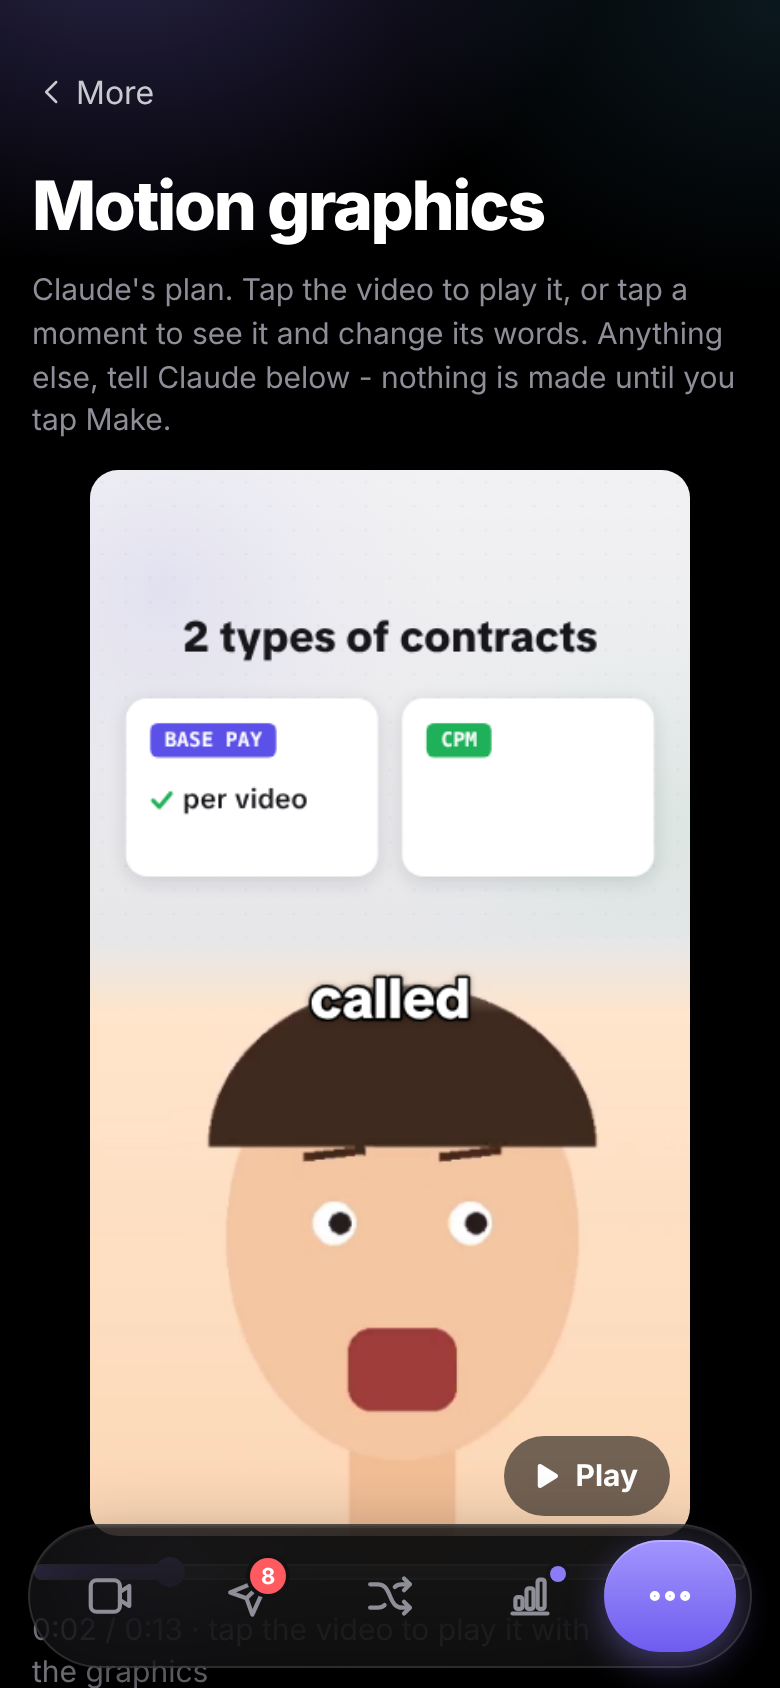 More
Motion graphics
Claude's plan. Tap the video to play it, or tap a
moment to see it and change its words. Anything
else, tell Claude below - nothing is made until you
tap Make.
2 types of contracts
BASE PAY
per video
CPM
called
Play
8
0:02 / 0:13 · tap the video to play it with
the graphics